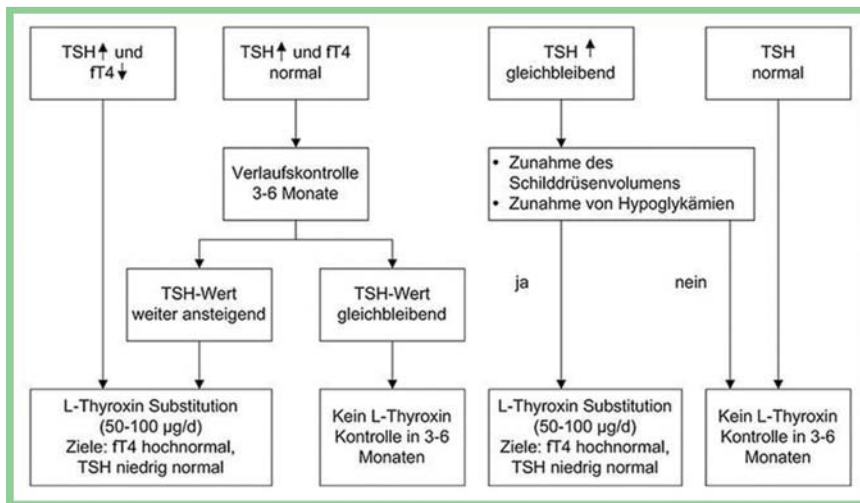 TSH↑ und
fT4↓
TSH↑ und fT4
normal
TSH ↑
gleichbleibend
TSH
normal
Verlaufskontrolle
3-6 Monate
• Zunahme des
Schilddrüsenvolumens
• Zunahme von Hypoglykämien
TSH-Wert
weiter ansteigend
TSH-Wert
gleichbleibend
ja
nein
L-Thyroxin Substitution
(50-100 µg/d)
Ziele: fT4 hochnormal,
TSH niedrig normal
Kein L-Thyroxin
Kontrolle in 3-6
Monaten
L-Thyroxin Substitution
(50-100 µg/d)
Ziele: fT4 hochnormal,
TSH niedrig normal
Kein L-Thyroxin
Kontrolle in 3-6
Monaten